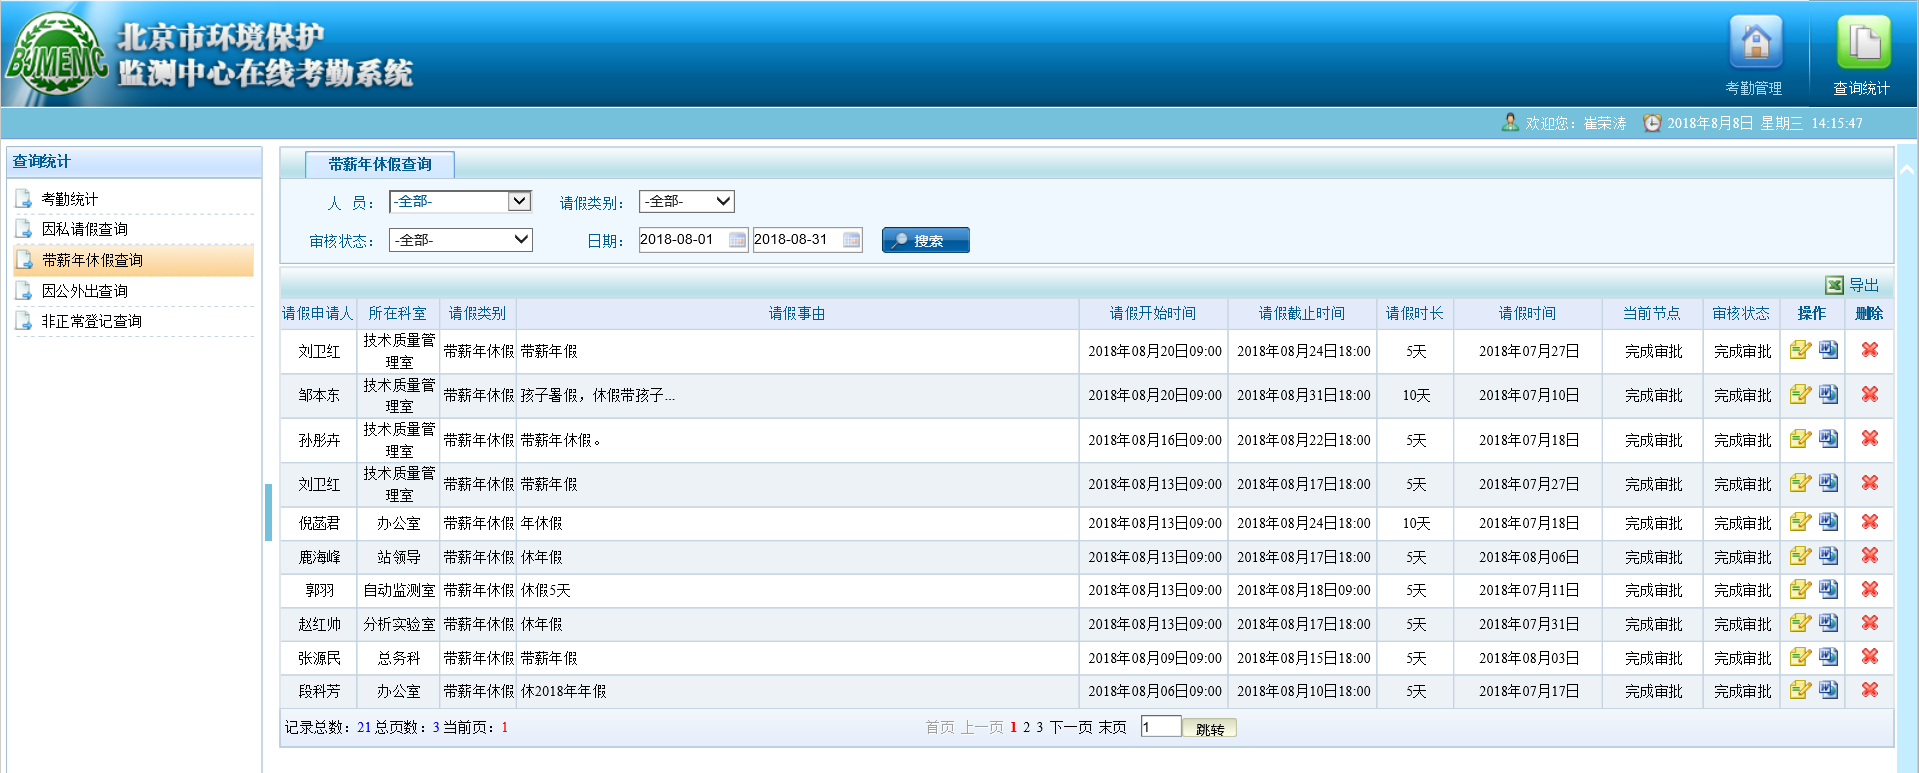 北京市环境保护
监测中心在线考勤系统
BJMEMC
考勤管理
查询统计
欢迎您：崔荣涛 2018年8月8日 星期三 14:15:47
查询统计
考勤统计
因私请假查询
带薪年休假查询
因公外出查询
非正常登记查询
带薪年休假查询
人 员： -全部- 请假类别： -全部-
审核状态： -全部- 日期： 2018-08-01 2018-08-31 搜索
导出
请假申请人 所在科室 请假类别 请假事由 请假开始时间 请假截止时间 请假时长 请假时间 当前节点 审核状态 操作 删除
刘卫红 技术质量管理室 带薪年休假 带薪年假 2018年08月20日09:00 2018年08月24日18:00 5天 2018年07月27日 完成审批 完成审批
邹本东 技术质量管理室 带薪年休假 孩子暑假，休假带孩子... 2018年08月20日09:00 2018年08月31日18:00 10天 2018年07月10日 完成审批 完成审批
孙彤卉 技术质量管理室 带薪年休假 带薪年休假。 2018年08月16日09:00 2018年08月22日18:00 5天 2018年07月18日 完成审批 完成审批
刘卫红 技术质量管理室 带薪年休假 带薪年假 2018年08月13日09:00 2018年08月17日18:00 5天 2018年07月27日 完成审批 完成审批
倪菡君 办公室 带薪年休假 年休假 2018年08月13日09:00 2018年08月24日18:00 10天 2018年07月18日 完成审批 完成审批
鹿海峰 站领导 带薪年休假 休年假 2018年08月13日09:00 2018年08月17日18:00 5天 2018年08月06日 完成审批 完成审批
郭羽 自动监测室 带薪年休假 休假5天 2018年08月13日09:00 2018年08月18日09:00 5天 2018年07月11日 完成审批 完成审批
赵红帅 分析实验室 带薪年休假 休年假 2018年08月13日09:00 2018年08月17日18:00 5天 2018年07月31日 完成审批 完成审批
张源民 总务科 带薪年休假 带薪年假 2018年08月09日09:00 2018年08月15日18:00 5天 2018年08月03日 完成审批 完成审批
段科芳 办公室 带薪年休假 休2018年年假 2018年08月06日09:00 2018年08月10日18:00 5天 2018年07月17日 完成审批 完成审批
记录总数：21 总页数：3 当前页：1 首页 上一页 1 2 3 下一页 末页 1 跳转